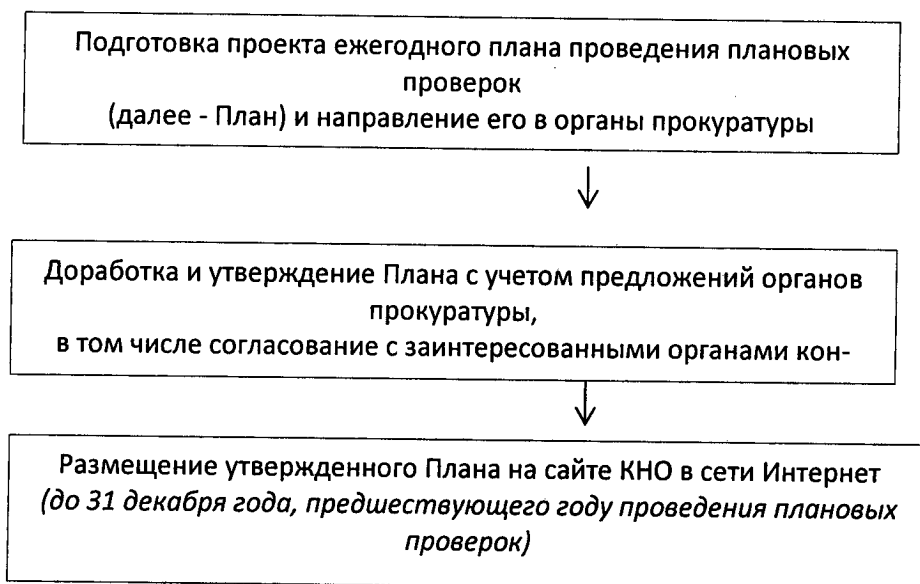 Подготовка проекта ежегодного плана проведения плановых
проверок
(далее - План) и направление его в органы прокуратуры
Доработка и утверждение Плана с учетом предложений органов
прокуратуры,
в том числе согласование с заинтересованными органами кон-
Размещение утвержденного Плана на сайте КНО в сети Интернет
(до 31 декабря года, предшествующего году проведения плановых
проверок)